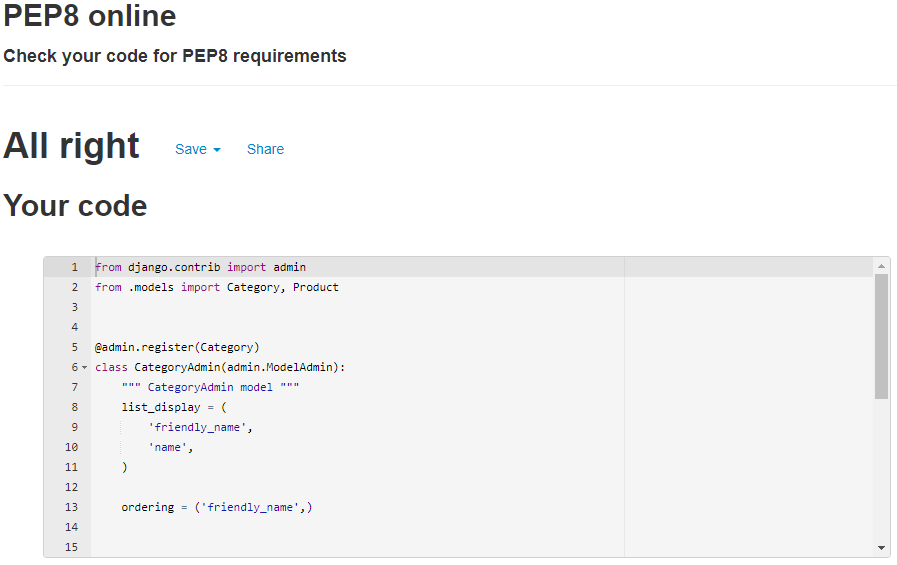 PEP8 online
Check your code for PEP8 requirements
All right Save Share
Your code
1 from django.contrib import admin
2 from .models import Category, Product
3
4
5 @admin.register(Category)
6 class CategoryAdmin(admin.ModelAdmin):
7     """ CategoryAdmin model """
8     list_display = (
9         'friendly_name',
10         'name',
11     )
12
13     ordering = ('friendly_name',)
14
15